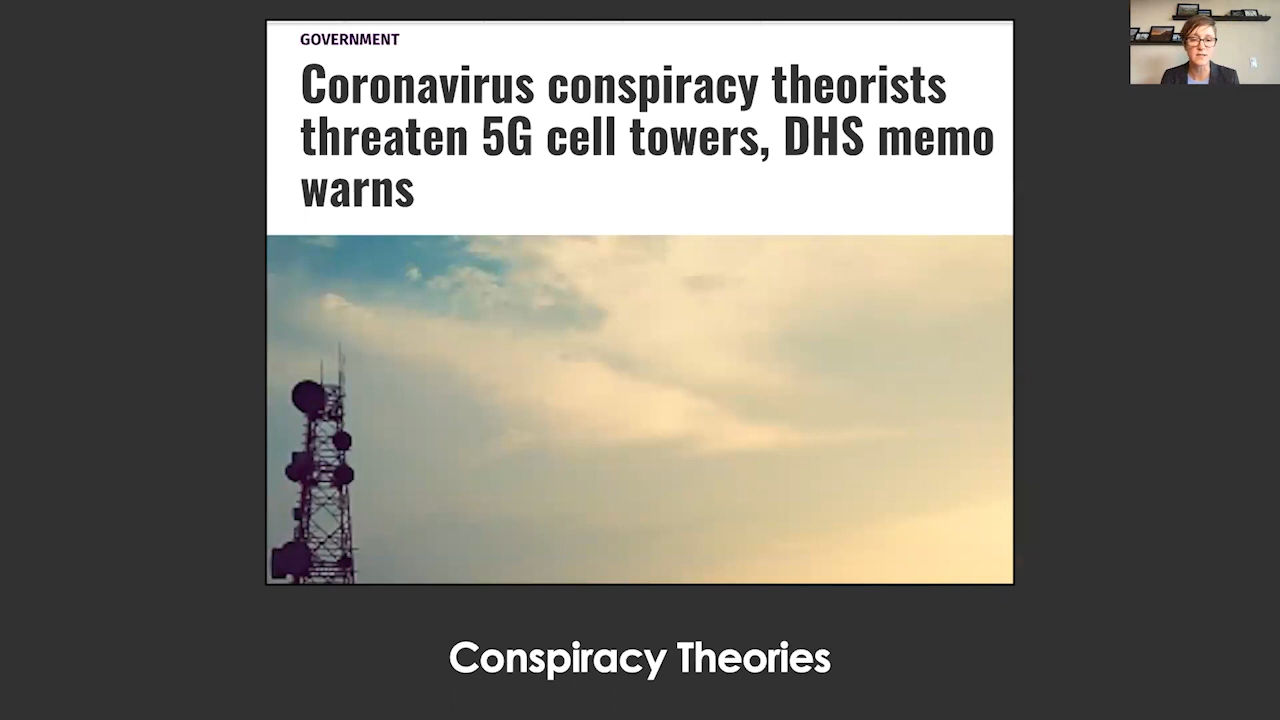 GOVERNMENT
Coronavirus conspiracy theorists
threaten 5G cell towers, DHS memo
warns
Conspiracy Theories